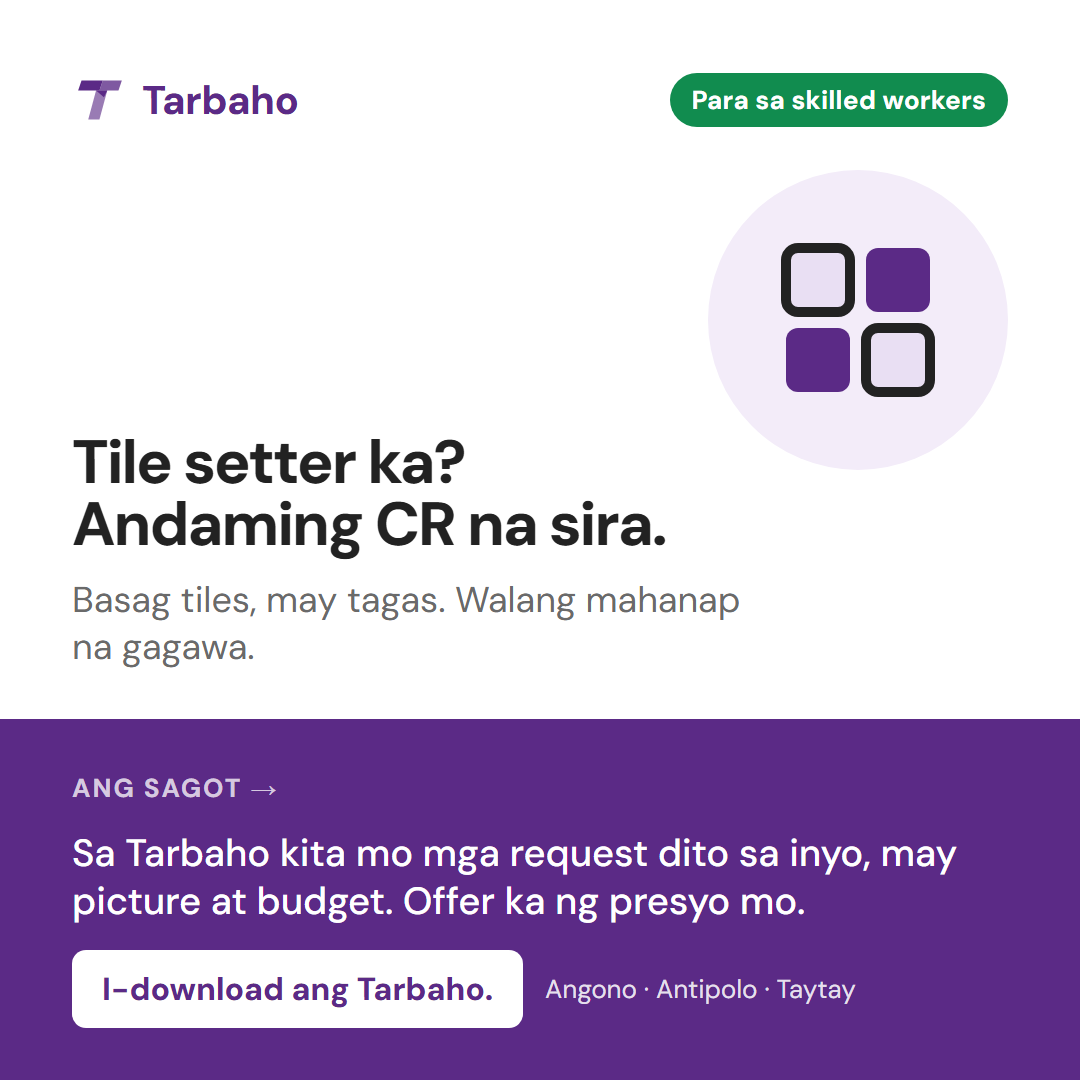 Tarbaho
Para sa skilled workers
Tile setter ka?
Andaming CR na sira.
Basag tiles, may tagas. Walang mahanap
na gagawa.
ANG SAGOT →
Sa Tarbaho kita mo mga request dito sa inyo, may
picture at budget. Offer ka ng presyo mo.
I-download ang Tarbaho.
Angono · Antipolo · Taytay